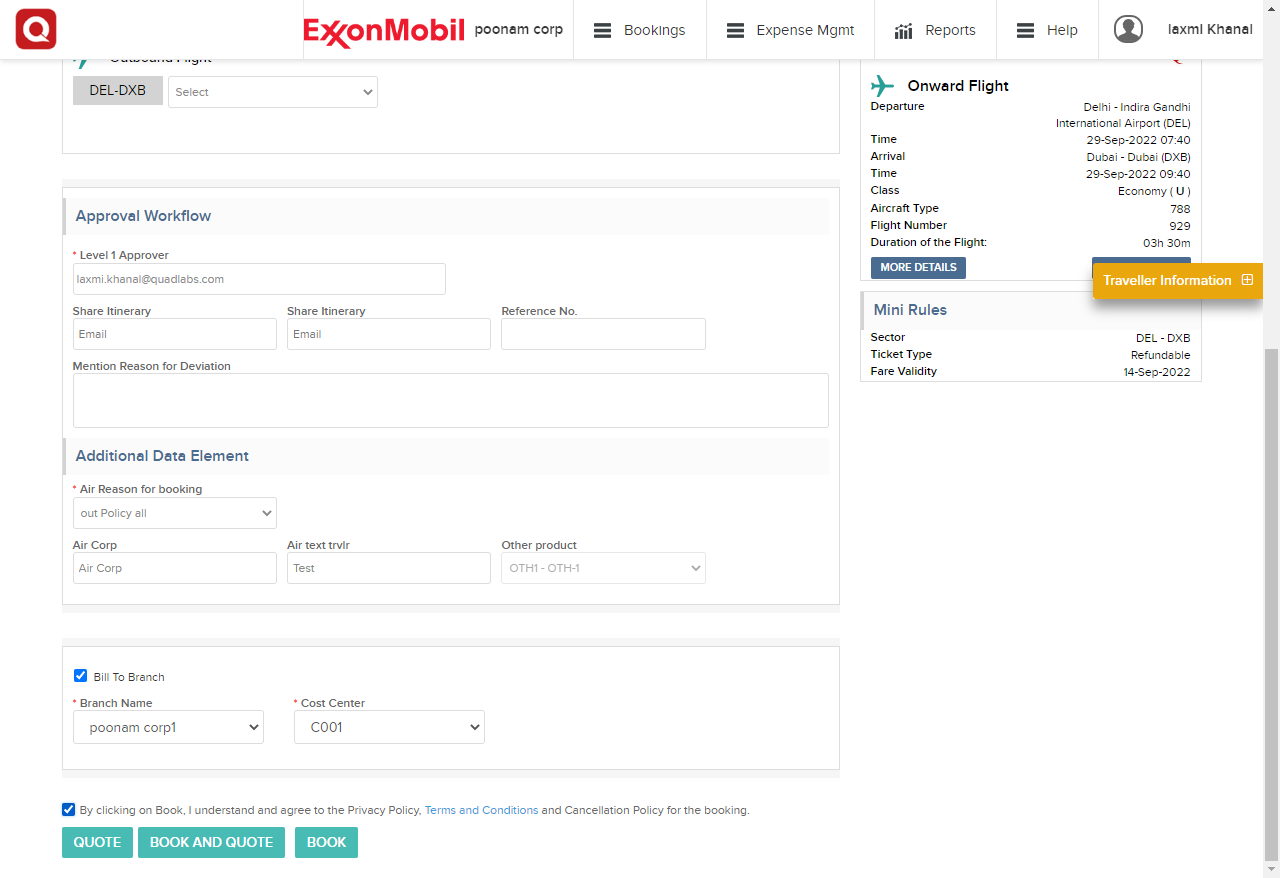 Q
ExxonMobil
poonam corp
Bookings
Expense Mgmt
Reports
Help
laxmi Khanal
Outbound Flight
DEL-DXB
Select
Approval Workflow
* Level 1 Approver
laxmi.khanal@quadlabs.com
Share Itinerary
Share Itinerary
Reference No.
Email
Email
Mention Reason for Deviation
Additional Data Element
* Air Reason for booking
out Policy all
Air Corp
Air text trvlr
Other product
Air Corp
Test
OTH1 - OTH-1
Bill To Branch
* Branch Name
* Cost Center
poonam corp1
C001
By clicking on Book, I understand and agree to the Privacy Policy, Terms and Conditions and Cancellation Policy for the booking.
QUOTE
BOOK AND QUOTE
BOOK
Onward Flight
Departure Delhi - Indira Gandhi
International Airport (DEL)
Time 29-Sep-2022 07:40
Arrival Dubai - Dubai (DXB)
Time 29-Sep-2022 09:40
Class Economy ( U )
Aircraft Type 788
Flight Number 929
Duration of the Flight: 03h 30m
MORE DETAILS
Traveller Information
Mini Rules
Sector DEL - DXB
Ticket Type Refundable
Fare Validity 14-Sep-2022